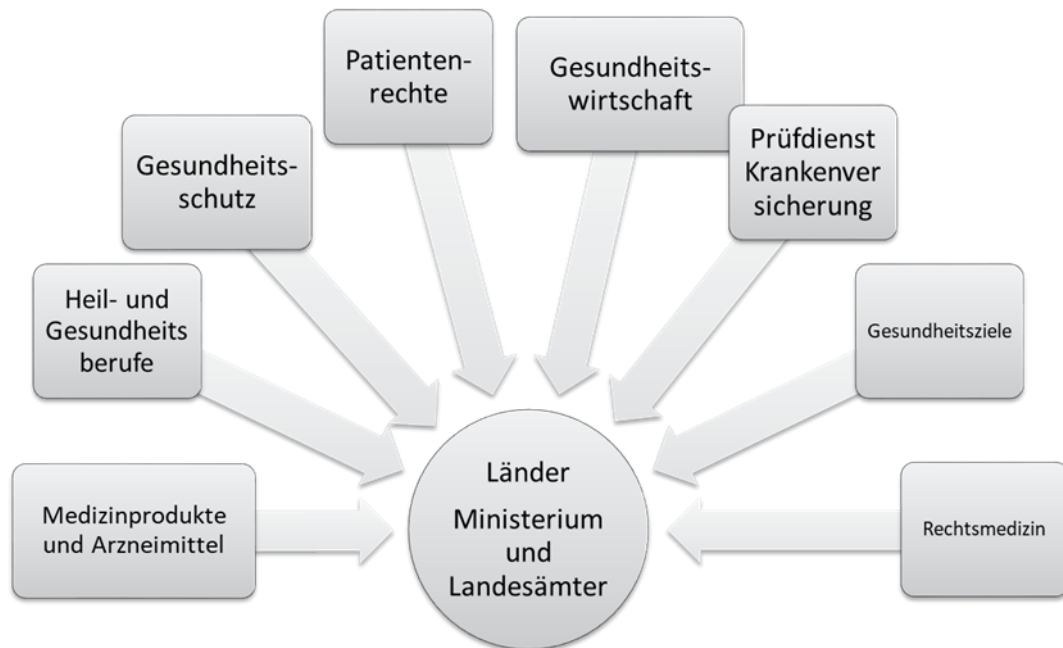 Patienten-
rechte
Gesundheits-
wirtschaft
Gesundheits-
schutz
Prüfdienst
Krankenver
sicherung
Heil- und
Gesundheits
berufe
Gesundheitsziele
Medizinprodukte
und Arzneimittel
Länder
Ministerium
und
Landesämter
Rechtsmedizin